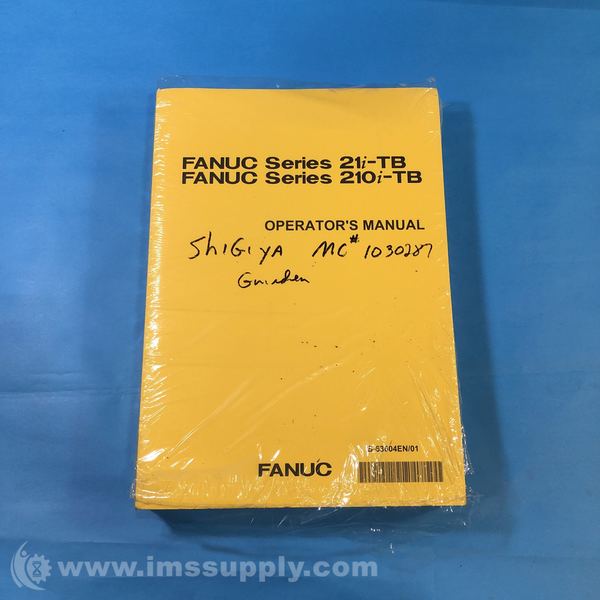 FANUC Series 21i-TB
FANUC Series 210i-TB
OPERATOR'S MANUAL
SHIGIYA MC# 1030287
B-63604EN/01
FANUC
www.imssupply.com